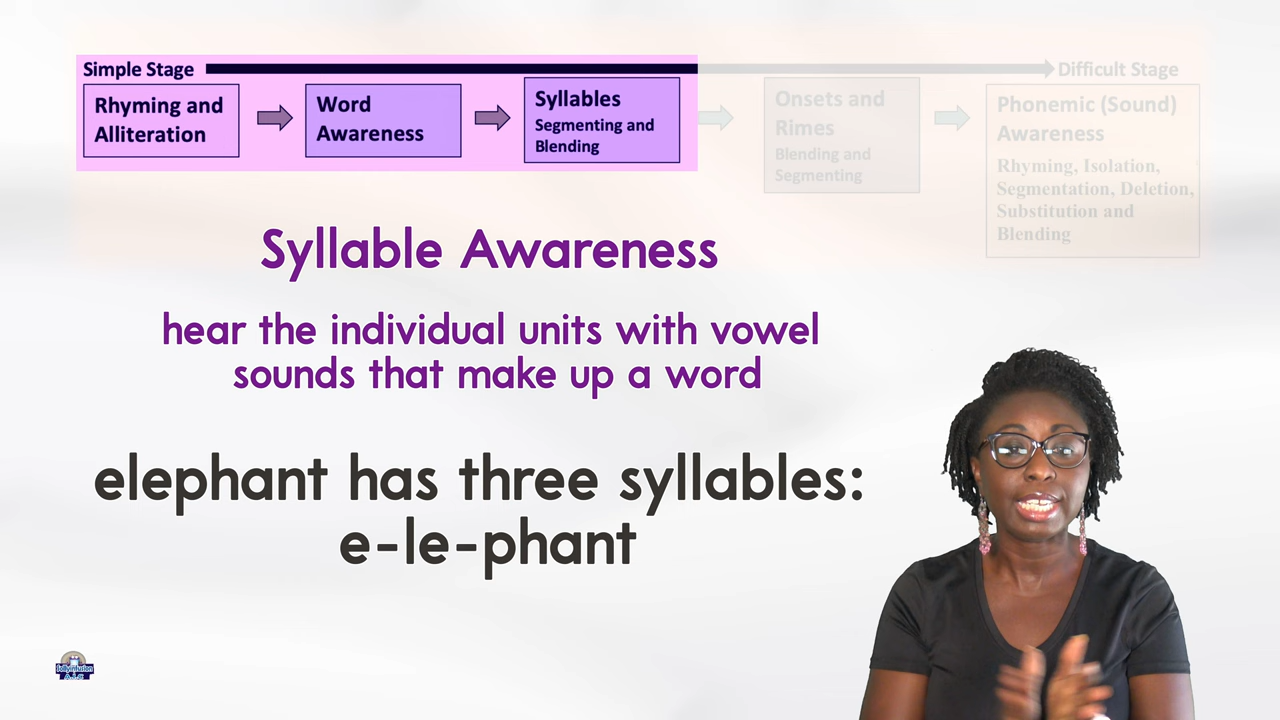 Simple Stage
Difficult Stage
Rhyming and
Alliteration
Word
Awareness
Syllables
Segmenting and
Blending
Onsets and
Rimes
Blending and
Segmenting
Phonemic (Sound)
Awareness
Rhyming, Isolation,
Segmentation, Deletion,
Substitution and
Blending
Syllable Awareness
hear the individual units with vowel
sounds that make up a word
elephant has three syllables:
e-le-phant